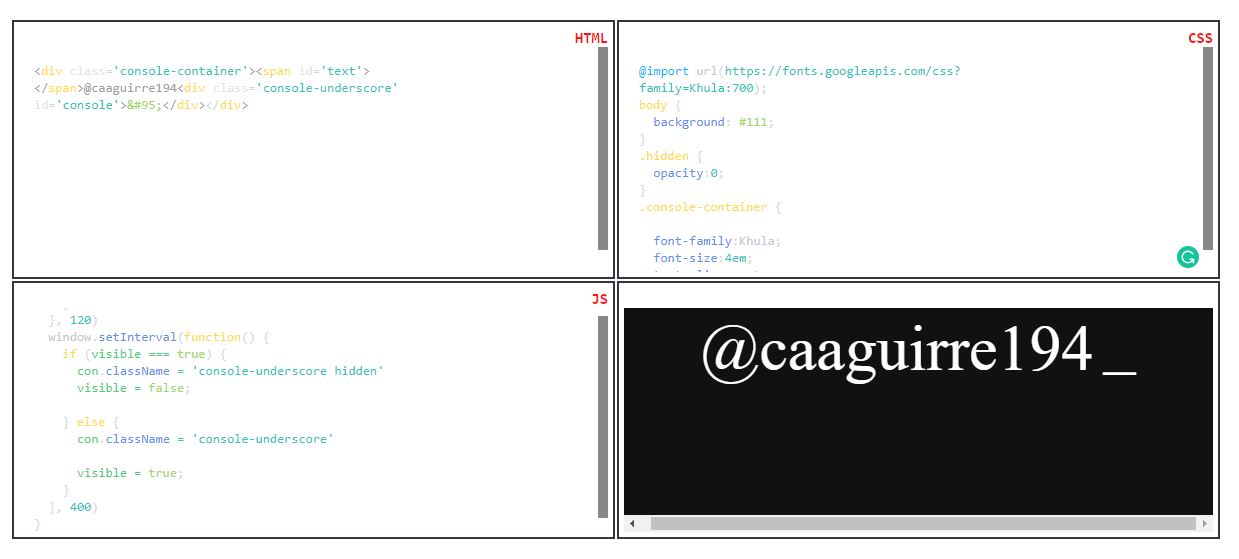 HTML
<div class='console-container'><span id='text'>
</span>@caaguirre194<div class='console-underscore'
id='console'>&#95;</div></div>
CSS
@import url(https://fonts.googleapis.com/css?
family=Khula:700);
body {
  background: #111;
}
.hidden {
  opacity:0;
}
.console-container {

  font-family:Khula;
  font-size:4em;
JS
  }, 120)
  window.setInterval(function() {
    if (visible === true) {
      con.className = 'console-underscore hidden'
      visible = false;

    } else {
      con.className = 'console-underscore'

      visible = true;
    }
  }, 400)
}
@caaguirre194_